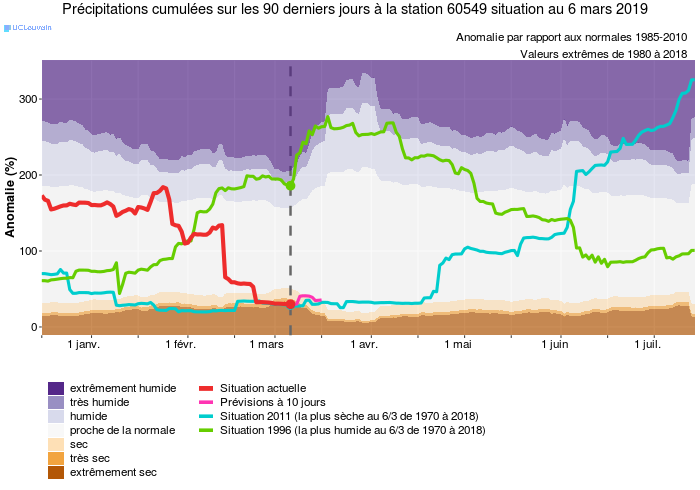 Précipitations cumulées sur les 90 derniers jours à la station 60549 situation au 6 mars 2019
UCLouvain
Anomalie par rapport aux normales 1985-2010
Valeurs extrêmes de 1980 à 2018
Anomalie (%)
300
200
100
0
1 janv.
1 févr.
1 mars
1 avr.
1 mai
1 juin
1 juil.
extrêmement humide
très humide
humide
proche de la normale
sec
très sec
extrêmement sec
Situation actuelle
Prévisions à 10 jours
Situation 2011 (la plus sèche au 6/3 de 1970 à 2018)
Situation 1996 (la plus humide au 6/3 de 1970 à 2018)